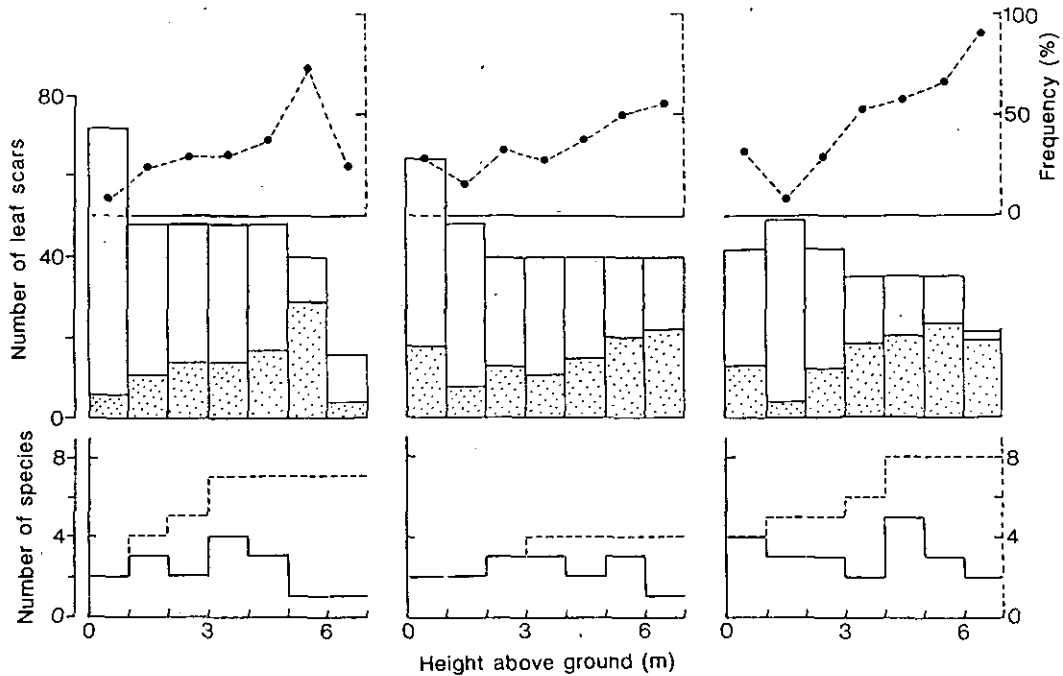 100
50
0
Frequency (%)
80
40
0
Number of leaf scars
8
4
0
Number of species
8
4
0
0 3 6
0 3 6
0 3 6
Height above ground (m)